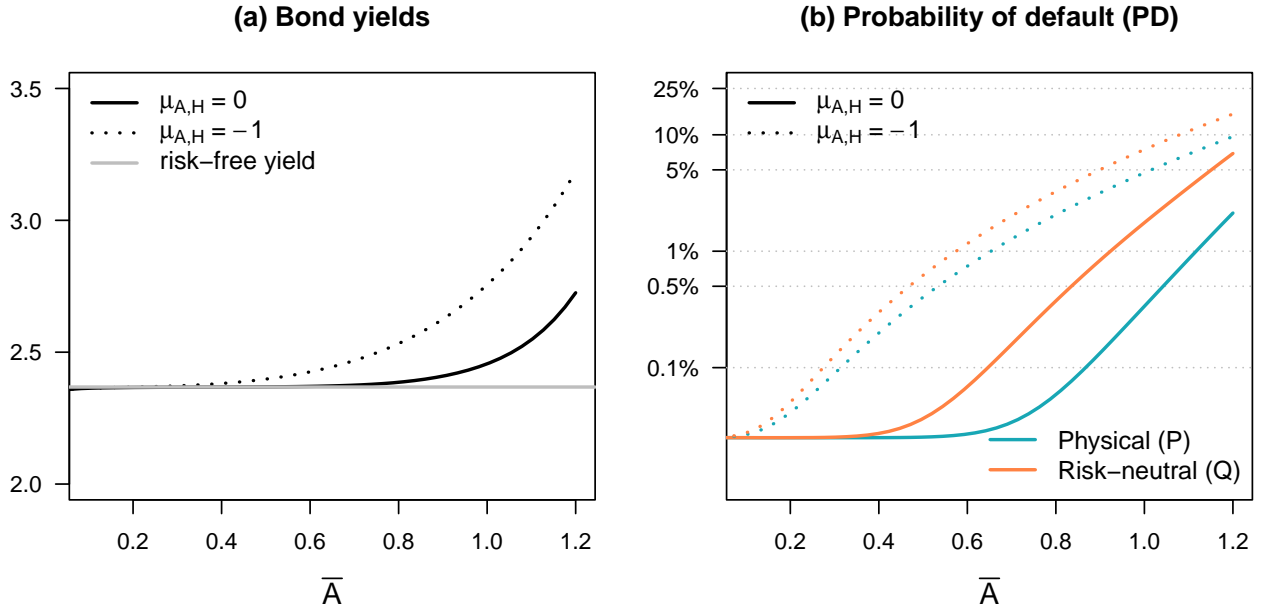 (a) Bond yields
3.5
3.0
2.5
2.0
μA,H = 0
μA,H = −1
risk−free yield
0.2 0.4 0.6 0.8 1.0 1.2
A̅
(b) Probability of default (PD)
25%
10%
5%
1%
0.5%
0.1%
μA,H = 0
μA,H = −1
Physical (P)
Risk−neutral (Q)
0.2 0.4 0.6 0.8 1.0 1.2
A̅